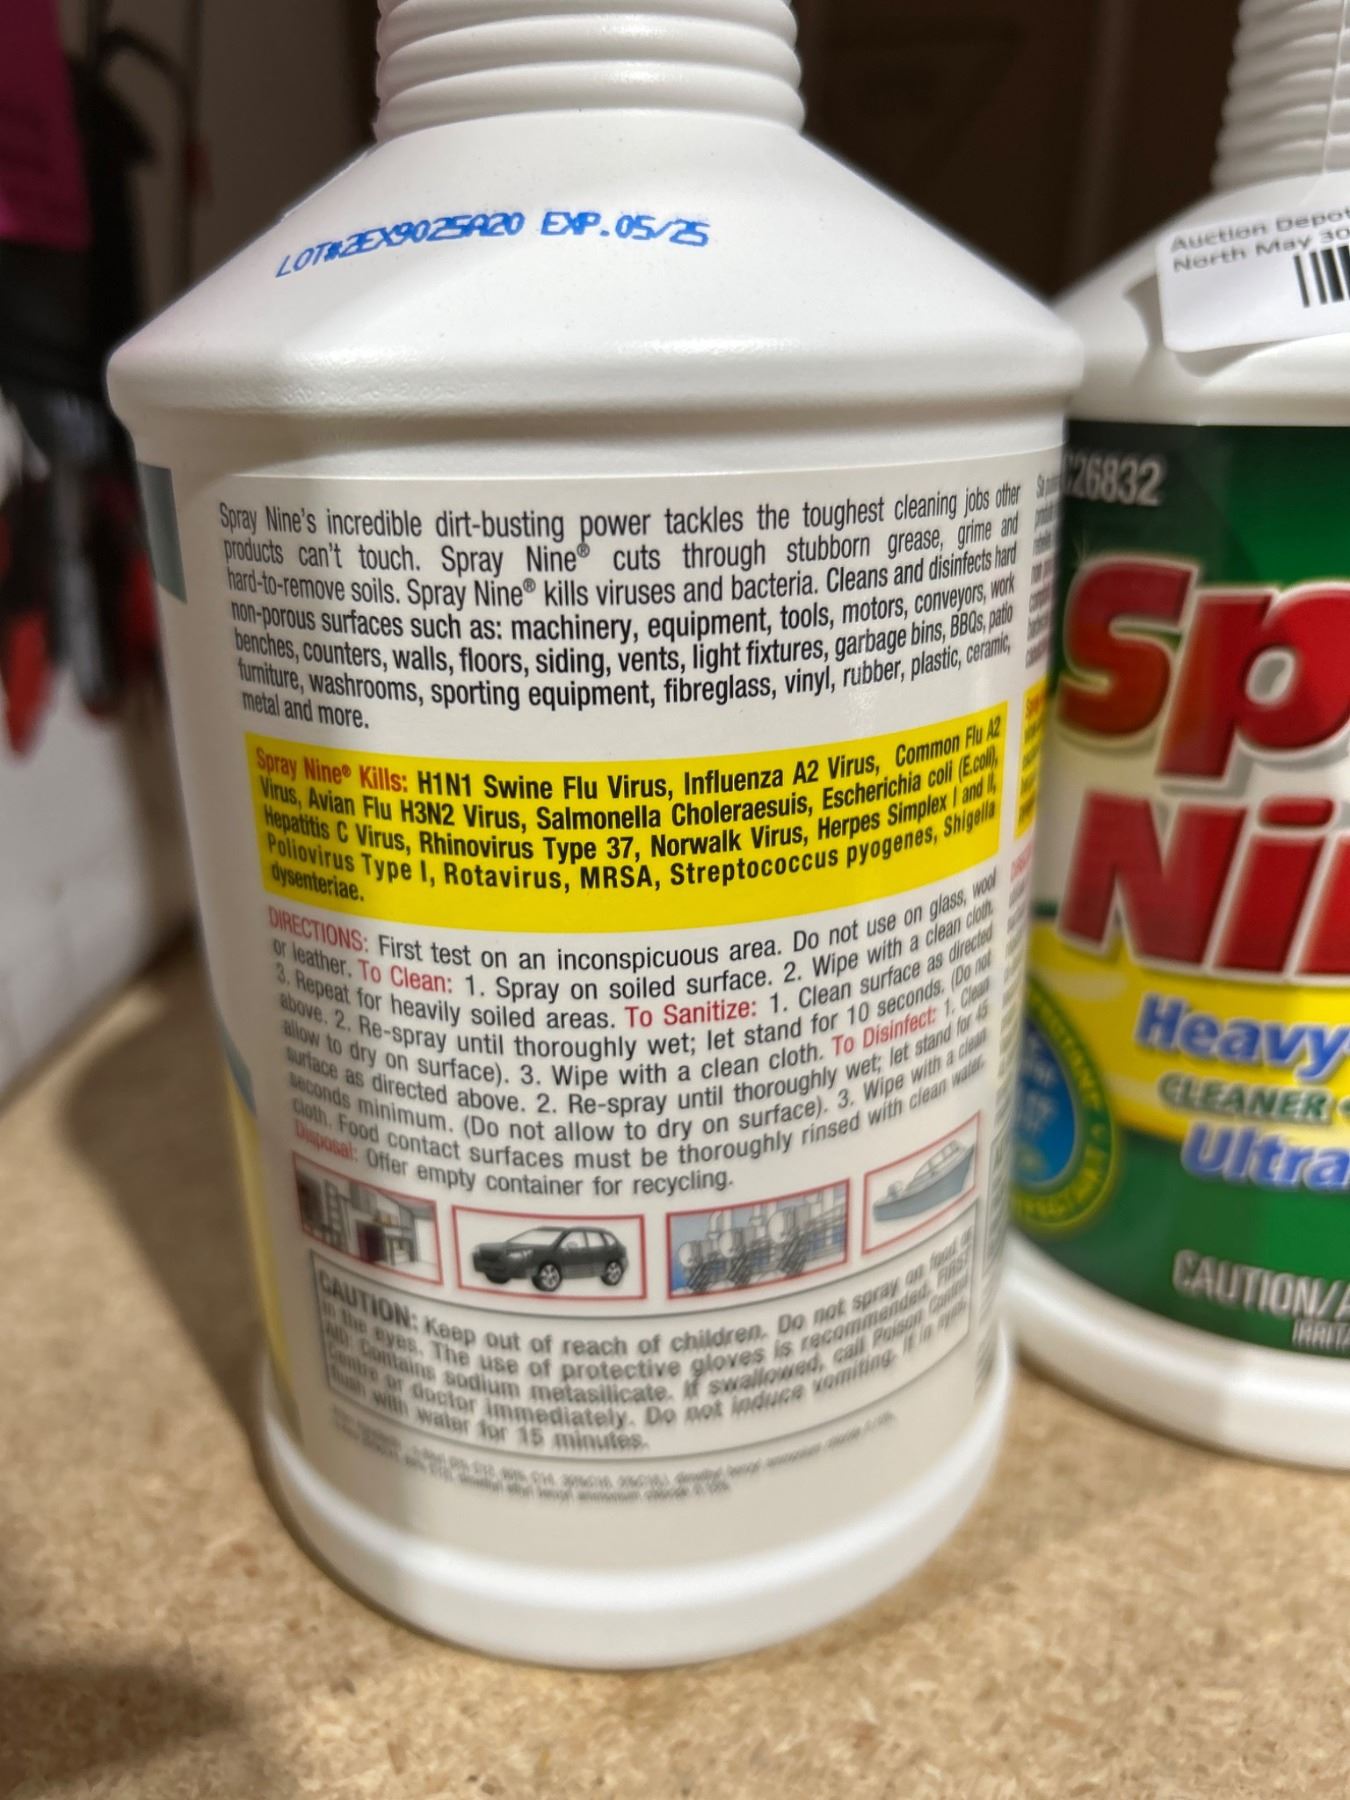 LOT#2EX9025A20 EXP.05/25
Spray Nine's incredible dirt-busting power tackles the toughest cleaning jobs other
products can't touch. Spray Nine® cuts through stubborn grease, grime and
hard-to-remove soils. Spray Nine® kills viruses and bacteria. Cleans and disinfects hard
non-porous surfaces such as: machinery, equipment, tools, motors, conveyors, work
benches, counters, walls, floors, siding, vents, light fixtures, garbage bins, BBQs, patio
furniture, washrooms, sporting equipment, fibreglass, vinyl, rubber, plastic, ceramic,
metal and more.
Spray Nine® Kills: H1N1 Swine Flu Virus, Influenza A2 Virus, Common Flu A2
Virus, Avian Flu H3N2 Virus, Salmonella Choleraesuis, Escherichia coli (E.coli),
Hepatitis C Virus, Rhinovirus Type 37, Norwalk Virus, Herpes Simplex I and II,
Poliovirus Type I, Rotavirus, MRSA, Streptococcus pyogenes, Shigella
dysenteriae.
DIRECTIONS: First test on an inconspicuous area. Do not use on glass, wool
or leather. To Clean: 1. Spray on soiled surface. 2. Wipe with a clean cloth.
3. Repeat for heavily soiled areas. To Sanitize: 1. Clean surface as directed
above. 2. Re-spray until thoroughly wet; let stand for 10 seconds. (Do not
allow to dry on surface). 3. Wipe with a clean cloth. To Disinfect: 1. Clean
surface as directed above. 2. Re-spray until thoroughly wet; let stand for 45
seconds minimum. (Do not allow to dry on surface). 3. Wipe with a clean
cloth. Food contact surfaces must be thoroughly rinsed with clean water.
Disposal: Offer empty container for recycling.
CAUTION: Keep out of reach of children. Do not spray on food or
in the eyes. The use of protective gloves is recommended. FIRST
AID: Contains sodium metasilicate. If swallowed, call Poison Control
Centre or doctor immediately. Do not induce vomiting. If in eyes,
flush with water for 15 minutes.
Auction Depot
North May 30
26832
Sp
Ni
Heavy-
CLEANER
Ultra
CAUTION/A
IRRITA